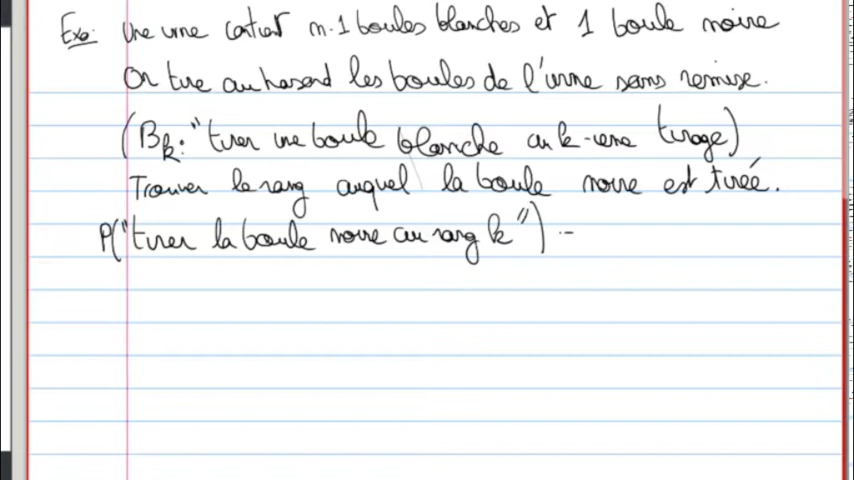 Exo: Une urne contient n-1 boules blanches et 1 boule noire
On tire au hasard les boules de l'urne sans remise.
(Bk: "tirer une boule blanche au k-ième tirage)
Trouver le rang auquel la boule noire est tirée.
P("tirer la boule noire au rang k") =